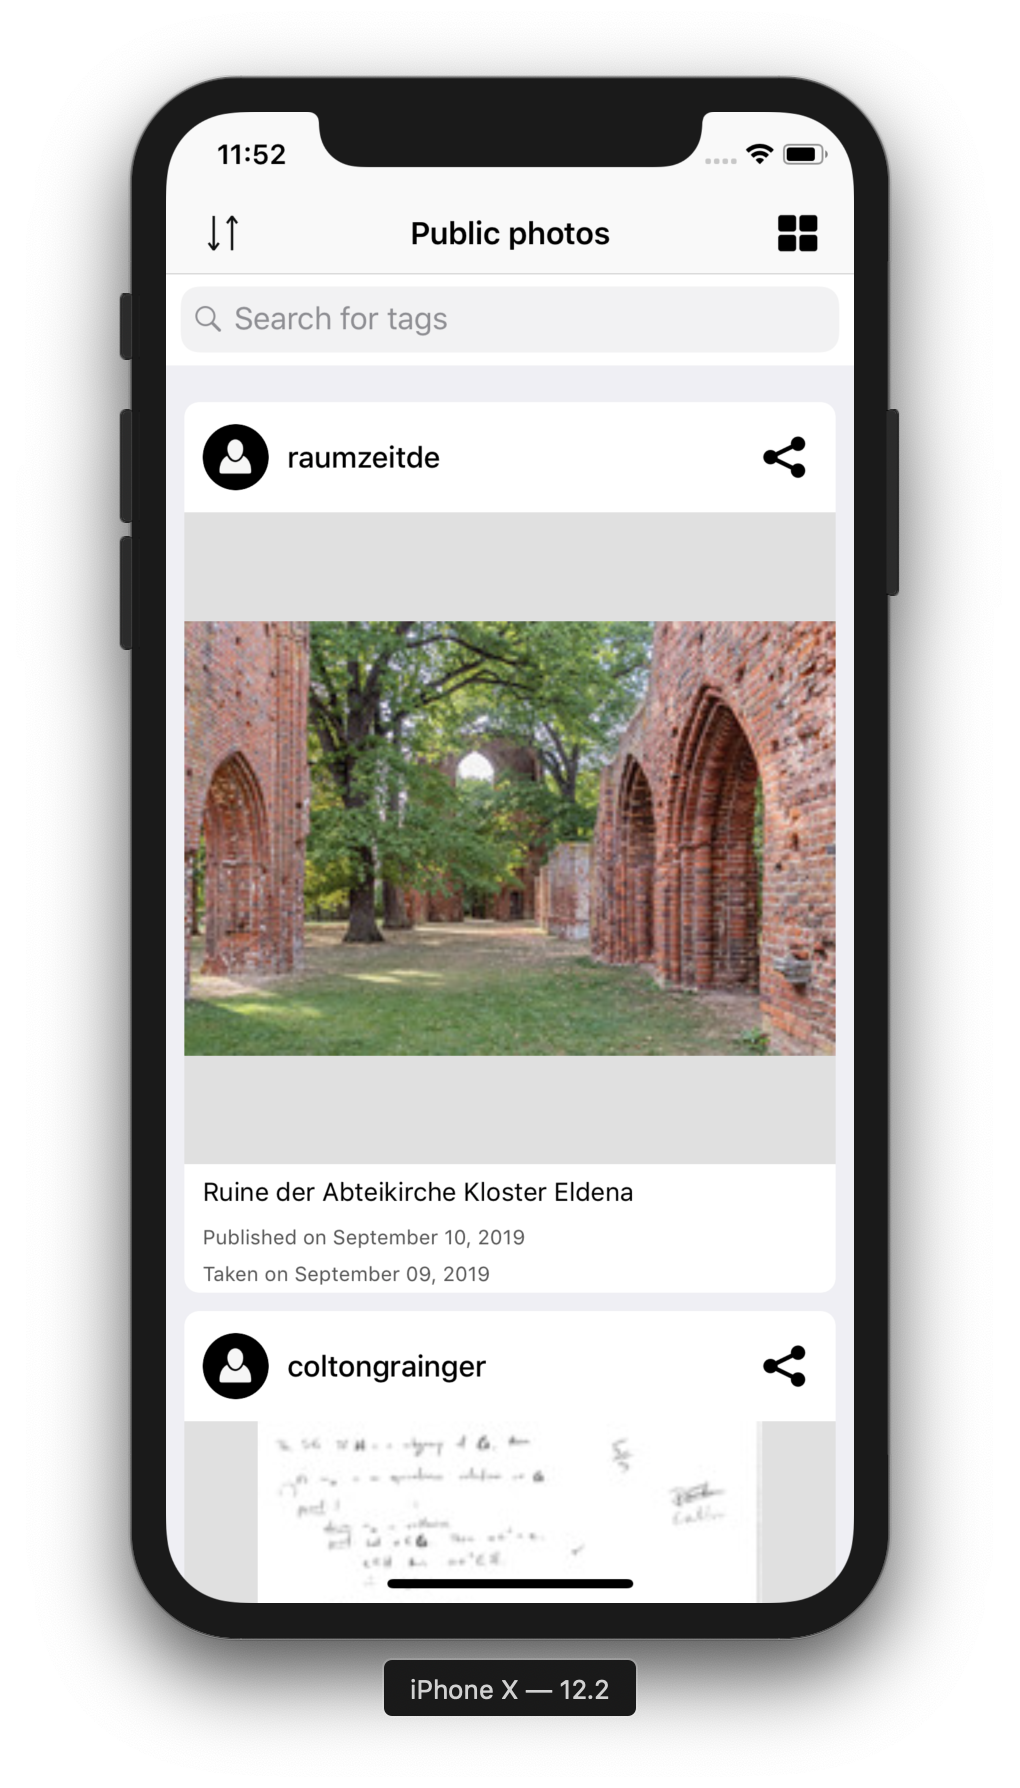 11:52
Public photos
Search for tags
raumzeitde
Ruine der Abteikirche Kloster Eldena
Published on September 10, 2019
Taken on September 09, 2019
coltongrainger
iPhone X — 12.2